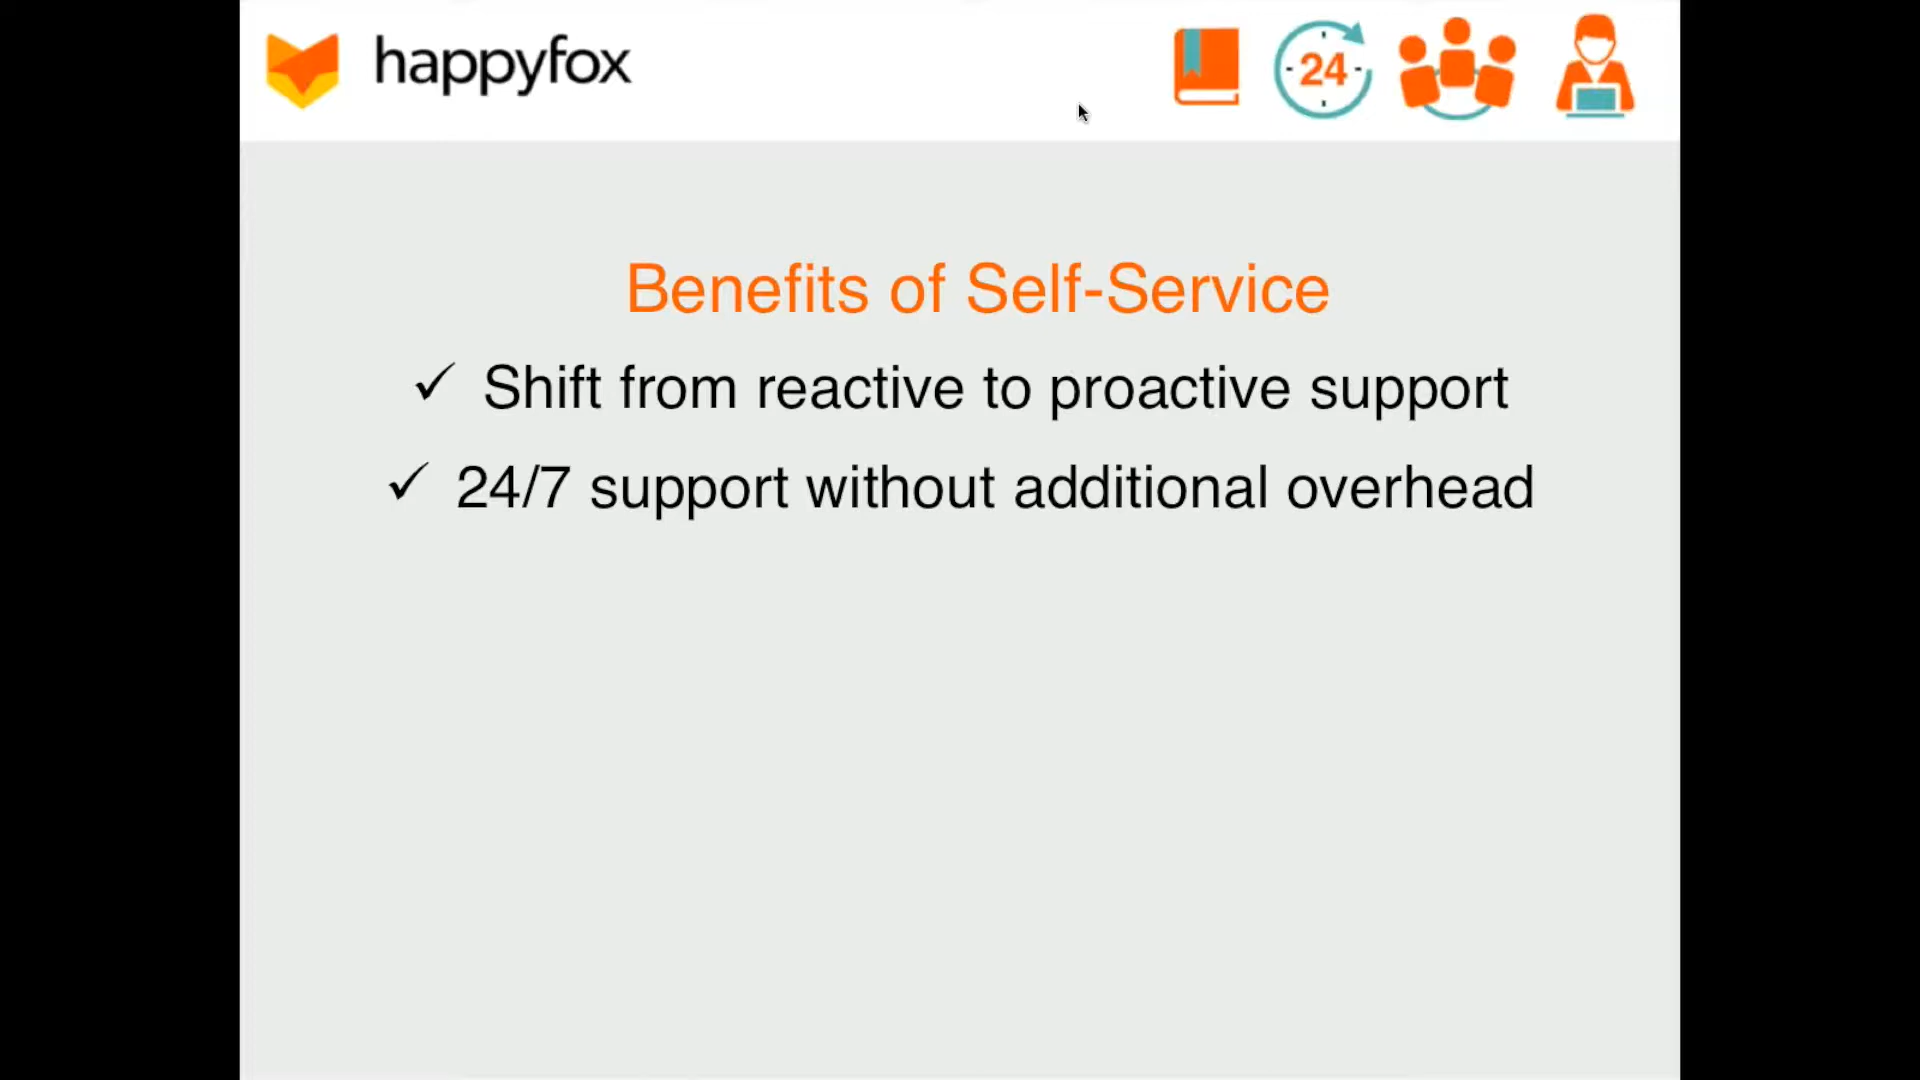 happyfox
24
Benefits of Self-Service
✓ Shift from reactive to proactive support
✓ 24/7 support without additional overhead